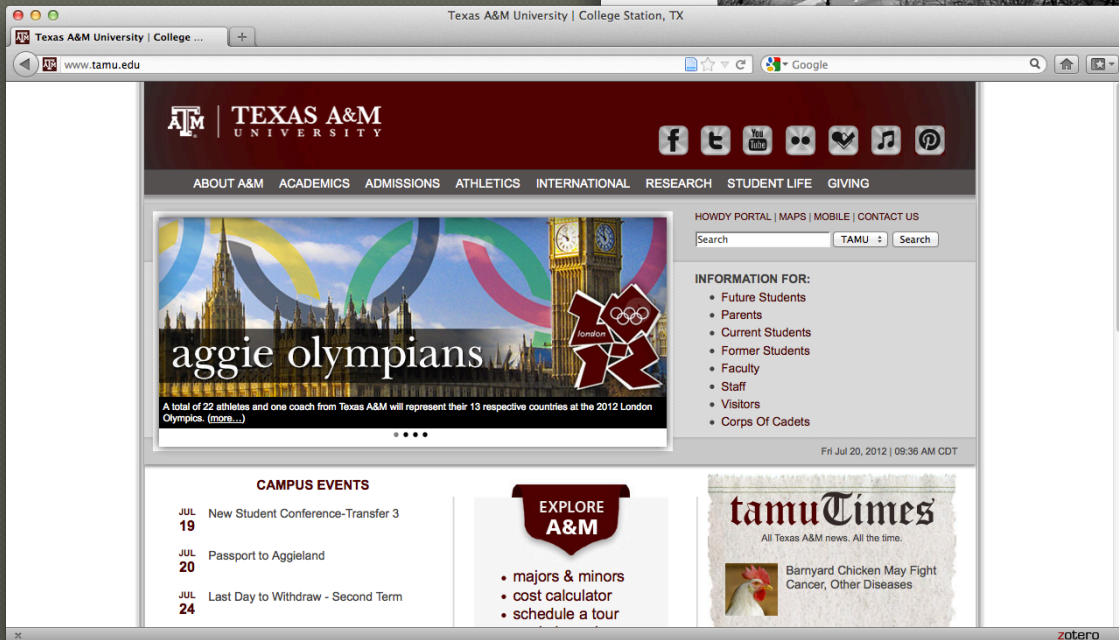 Texas A&M University | College Station, TX
Texas A&M University | College ...
www.tamu.edu
Google
ATM
TEXAS A&M
UNIVERSITY
You
Tube
ABOUT A&M ACADEMICS ADMISSIONS ATHLETICS INTERNATIONAL RESEARCH STUDENT LIFE GIVING
london
aggie olympians
A total of 22 athletes and one coach from Texas A&M will represent their 13 respective countries at the 2012 London
Olympics. (more...)
HOWDY PORTAL | MAPS | MOBILE | CONTACT US
Search TAMU Search
INFORMATION FOR:
Future Students
Parents
Current Students
Former Students
Faculty
Staff
Visitors
Corps Of Cadets
Fri Jul 20, 2012 | 09:36 AM CDT
CAMPUS EVENTS
JUL
19
New Student Conference-Transfer 3
JUL
20
Passport to Aggieland
JUL
24
Last Day to Withdraw - Second Term
EXPLORE
A&M
majors & minors
cost calculator
schedule a tour
tamuTimes
All Texas A&M news. All the time.
Barnyard Chicken May Fight
Cancer, Other Diseases
zotero